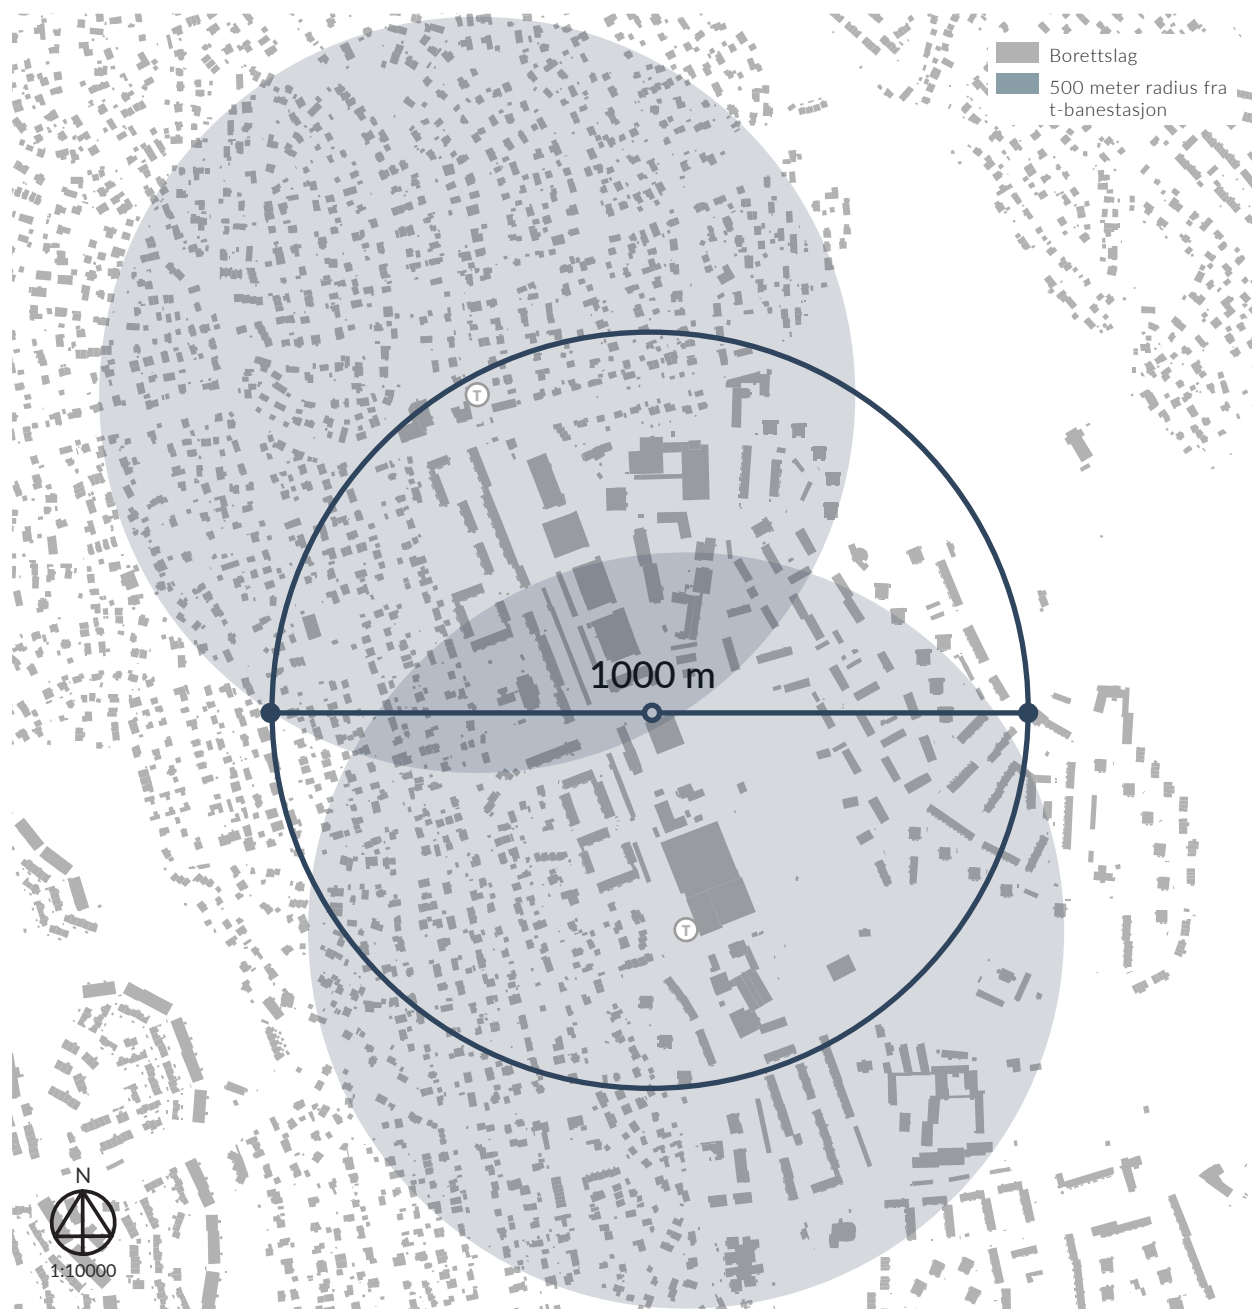 Borettslag
500 meter radius fra
t-banestasjon
T
1000 m
T
N
1:10000